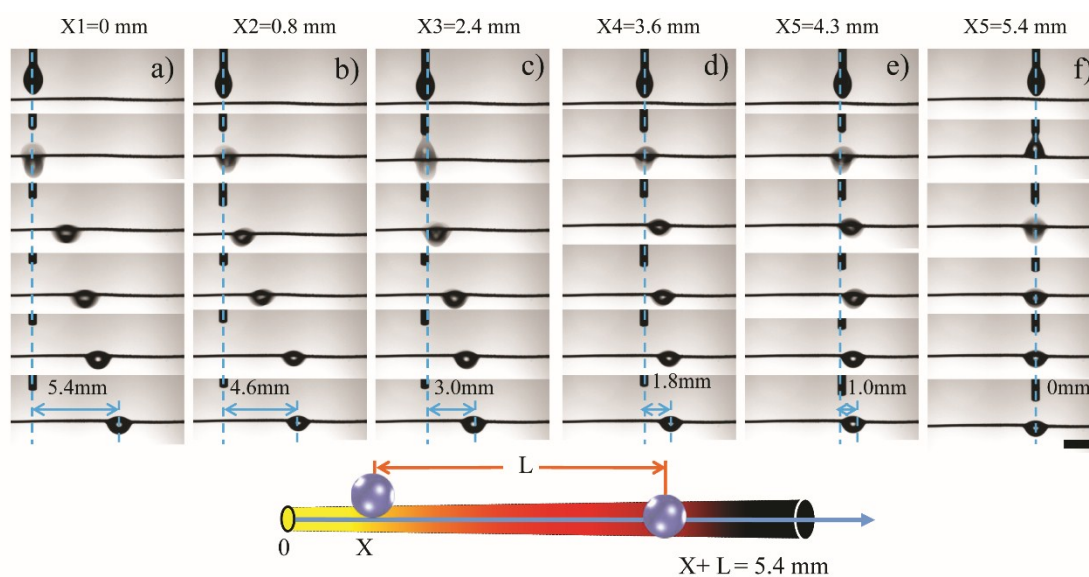 X1=0 mm X2=0.8 mm X3=2.4 mm X4=3.6 mm X5=4.3 mm X5=5.4 mm
a) b) c) d) e) f)
5.4mm 4.6mm 3.0mm 1.8mm 1.0mm 0mm
L
0 X
X+ L = 5.4 mm